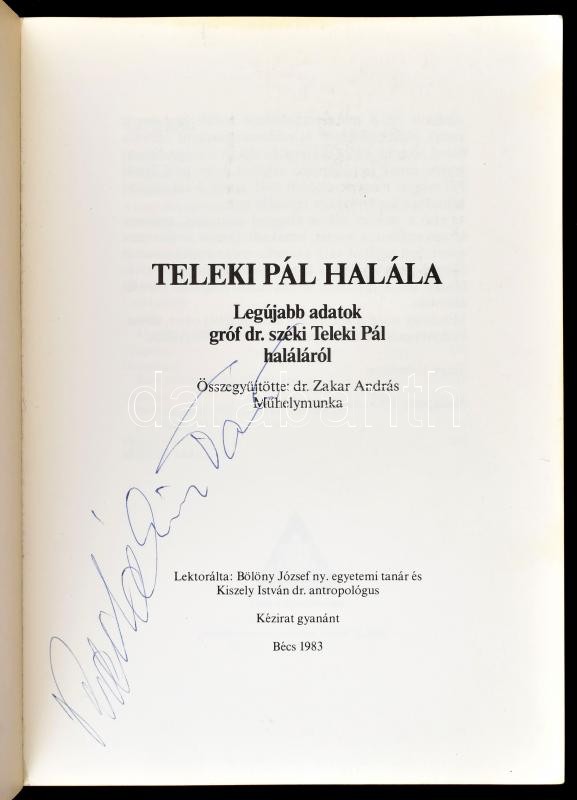 TELEKI PÁL HALÁLA
Legújabb adatok
gróf dr. széki Teleki Pál
haláláról
Összegyűjtötte: dr. Zakar András
Műhelymunka
darabanth
Lektorálta: Bölöny József ny. egyetemi tanár és
Kiszely István dr. antropológus
Kézirat gyanánt
Bécs 1983